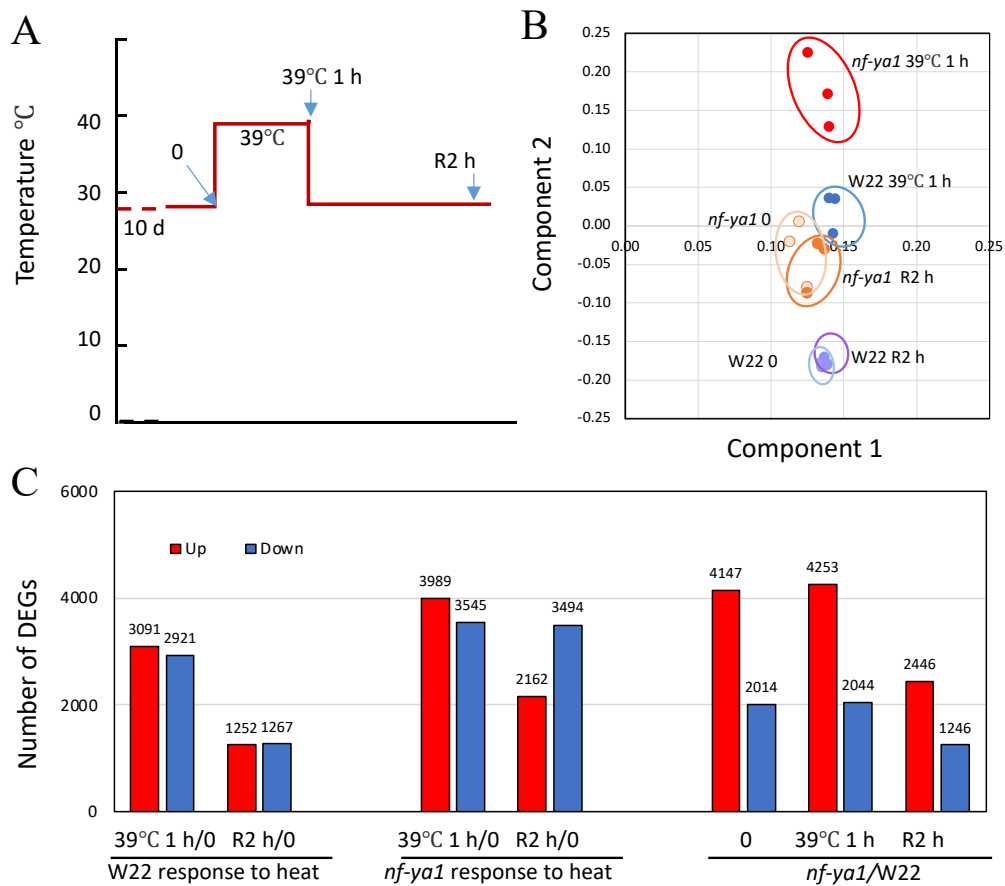 A
Temperature ℃
40
30
20
10
0
10 d
0
39℃
39℃ 1 h
R2 h
B
Component 2
0.25
0.20
0.15
0.10
0.05
0.00
-0.05
-0.10
-0.15
-0.20
-0.25
0.00 0.05 0.10 0.15 0.20 0.25
Component 1
nf-ya1 39℃ 1 h
W22 39℃ 1 h
nf-ya1 0
nf-ya1 R2 h
W22 0
W22 R2 h
C
Number of DEGs
6000
4000
2000
0
Up Down
3091 2921 1252 1267 3989 3545 2162 3494 4147 2014 4253 2044 2446 1246
39℃ 1 h/0 R2 h/0 39℃ 1 h/0 R2 h/0 0 39℃ 1 h R2 h
W22 response to heat nf-ya1 response to heat nf-ya1/W22